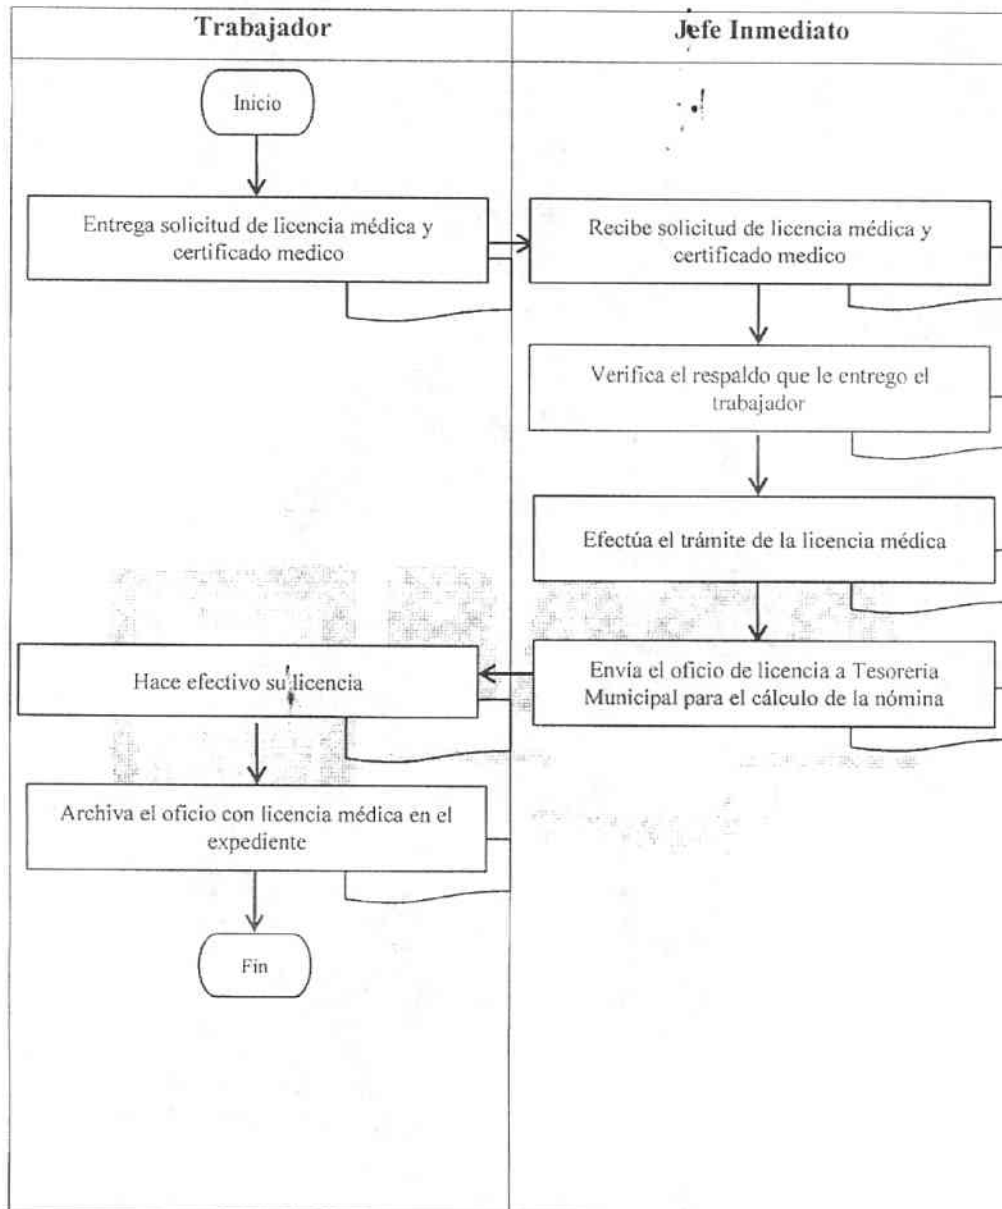 Trabajador
Jefe Inmediato
Inicio
Entrega solicitud de licencia médica y
certificado medico
Recibe solicitud de licencia médica y
certificado medico
Verifica el respaldo que le entrego el
trabajador
Efectúa el trámite de la licencia médica
Envía el oficio de licencia a Tesoreria
Municipal para el cálculo de la nómina
Hace efectivo su licencia
Archiva el oficio con licencia médica en el
expediente
Fin